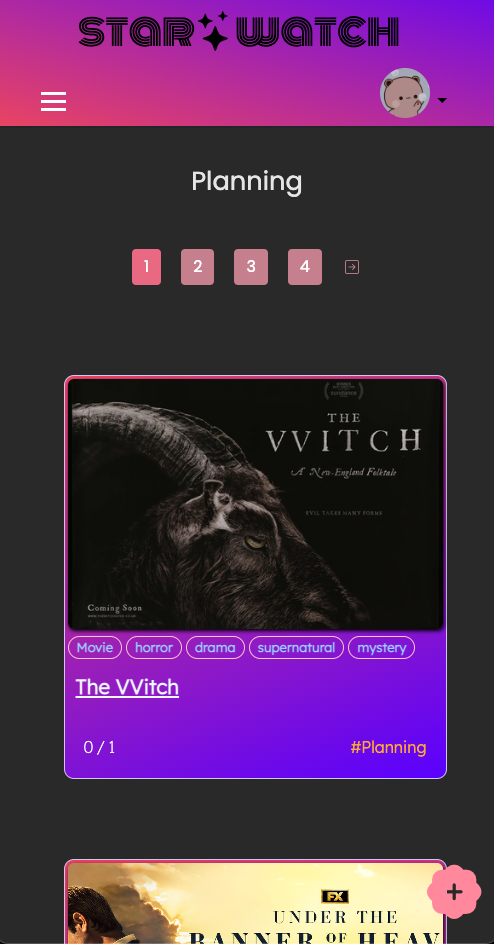 STAR WATCH
Planning
1 2 3 4
sundance
THE
VVITCH
A New-England Folktale
EVIL TAKES MANY FORMS
Coming Soon
Movie horror drama supernatural mystery
The VVitch
0 / 1 #Planning
+
FX
UNDER THE
BANNER OF HEAV